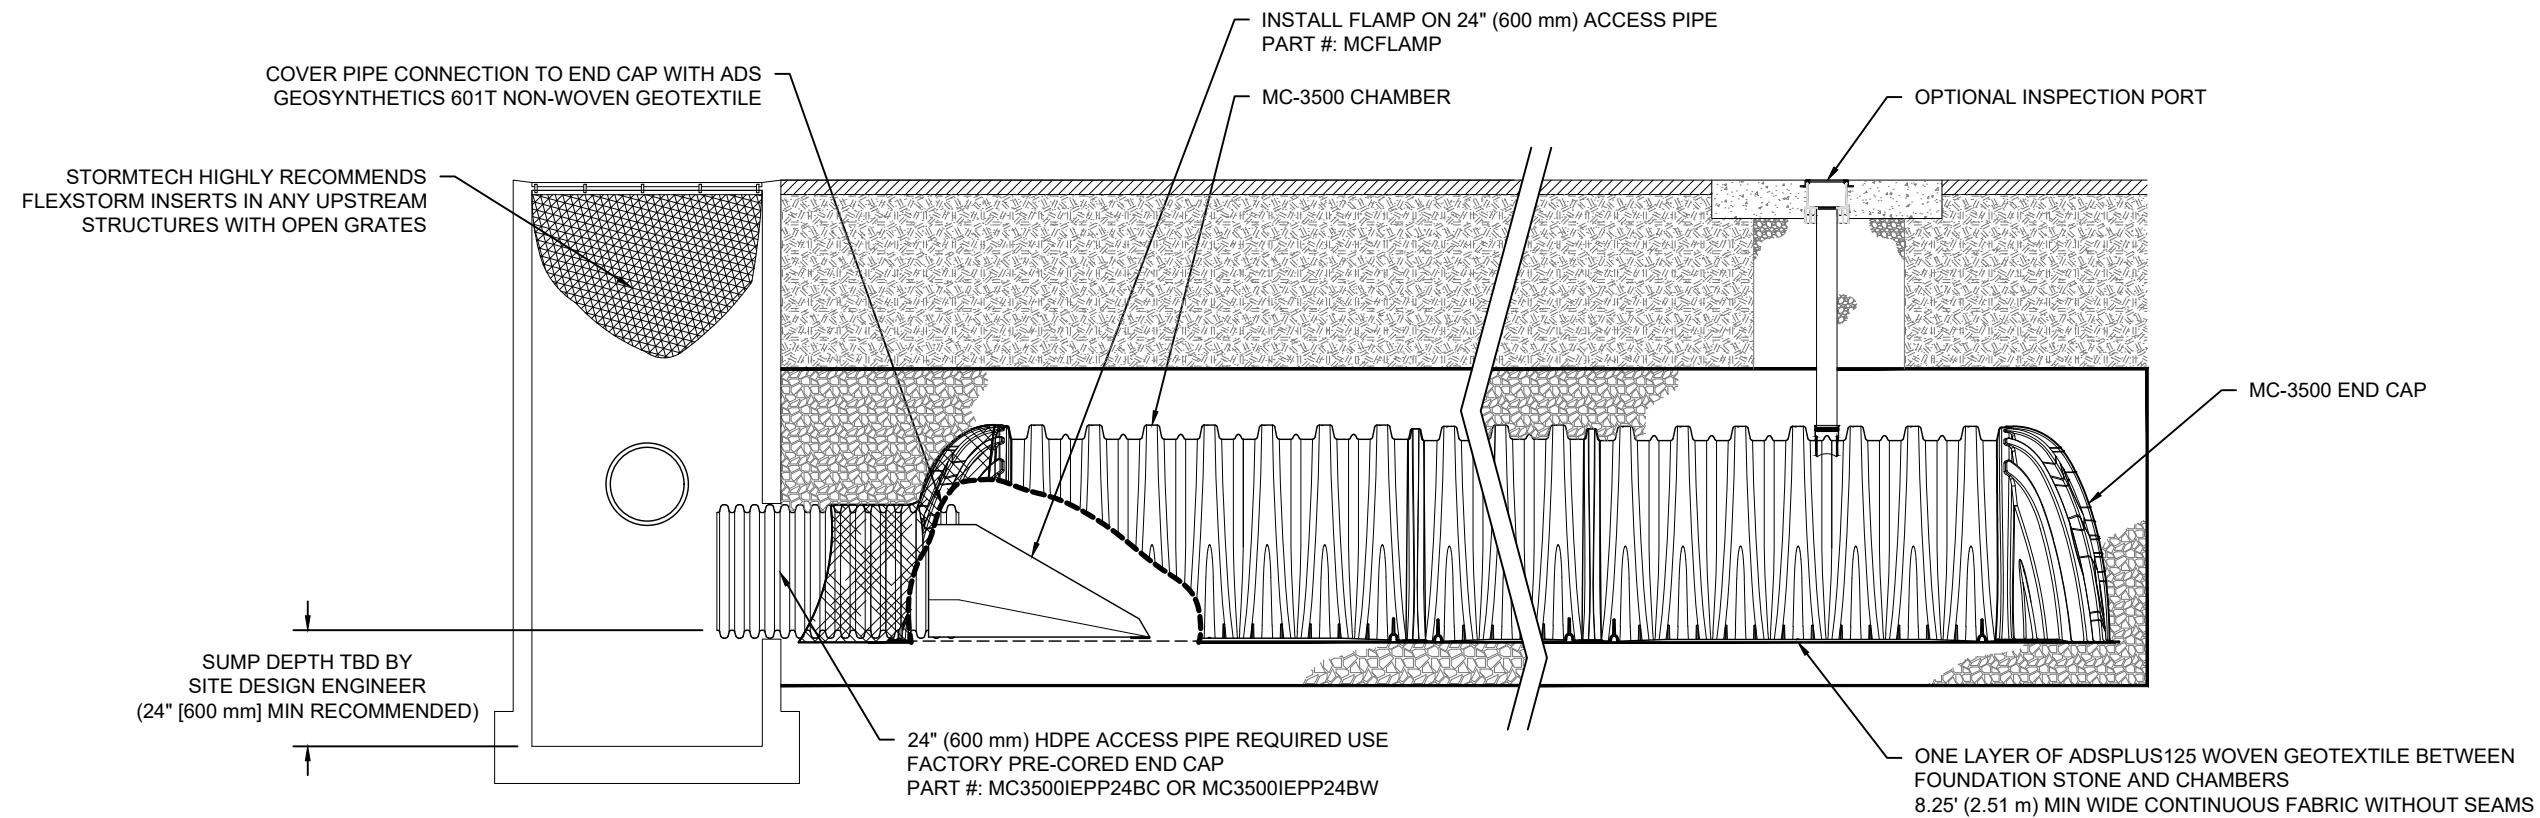 INSTALL FLAMP ON 24" (600 mm) ACCESS PIPE
PART #: MCFLAMP
COVER PIPE CONNECTION TO END CAP WITH ADS
GEOSYNTHETICS 601T NON-WOVEN GEOTEXTILE
MC-3500 CHAMBER
OPTIONAL INSPECTION PORT
STORMTECH HIGHLY RECOMMENDS
FLEXSTORM INSERTS IN ANY UPSTREAM
STRUCTURES WITH OPEN GRATES
MC-3500 END CAP
SUMP DEPTH TBD BY
SITE DESIGN ENGINEER
(24" [600 mm] MIN RECOMMENDED)
24" (600 mm) HDPE ACCESS PIPE REQUIRED USE
FACTORY PRE-CORED END CAP
PART #: MC3500IEPP24BC OR MC3500IEPP24BW
ONE LAYER OF ADSPLUS125 WOVEN GEOTEXTILE BETWEEN
FOUNDATION STONE AND CHAMBERS
8.25' (2.51 m) MIN WIDE CONTINUOUS FABRIC WITHOUT SEAMS